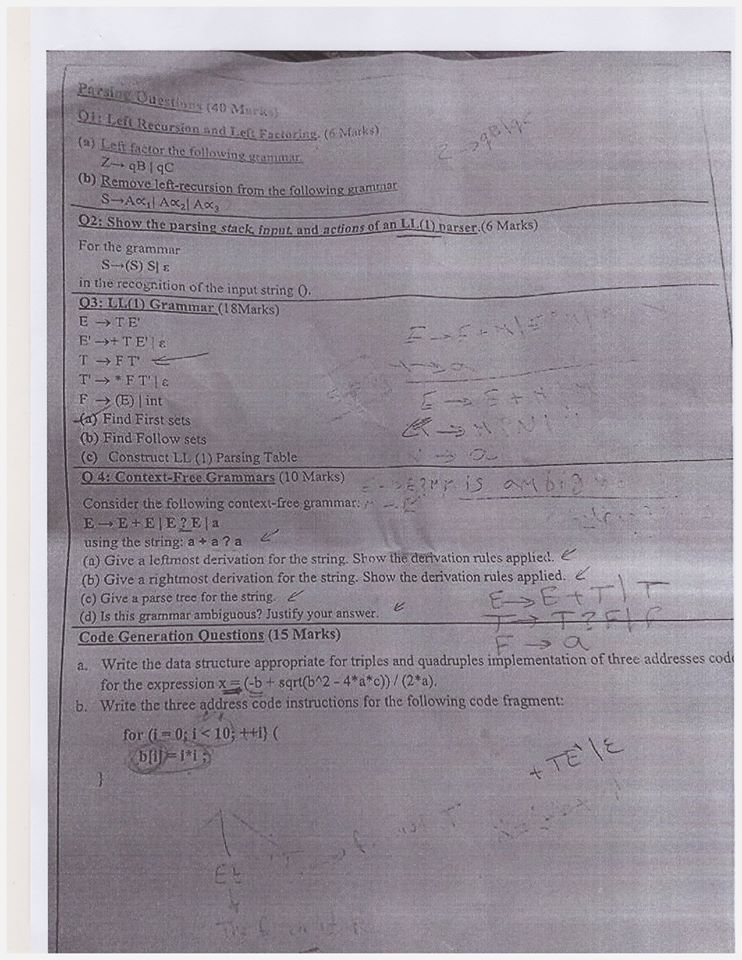 Parsing Questions (40 Marks)
Q1: Left Recursion and Left Factoring. (6 Marks)
(a) Left factor the following grammar.
Z→ qB | qC
(b) Remove left-recursion from the following grammar
S→A∝₁| A∝₂| A∝₃
Q2: Show the parsing stack, input, and actions of an LL(1) parser.(6 Marks)
For the grammar
S→(S) S| ε
in the recognition of the input string ().
Q3: LL(1) Grammar (18Marks)
E → T E'
E' →+ T E' | ε
T → F T'
T' → * F T' | ε
F → (E) | int
(a) Find First sets
(b) Find Follow sets
(c) Construct LL (1) Parsing Table
Q 4: Context-Free Grammars (10 Marks)
is ambig
Consider the following context-free grammar:
E→E + E | E ? E | a
using the string: a + a ? a
(a) Give a leftmost derivation for the string. Show the derivation rules applied.
(b) Give a rightmost derivation for the string. Show the derivation rules applied.
(c) Give a parse tree for the string.
E→E+T|T
(d) Is this grammar ambiguous? Justify your answer.
T→T?F|F
Code Generation Questions (15 Marks)
F→a
a. Write the data structure appropriate for triples and quadruples implementation of three addresses code
for the expression x = (-b + sqrt(b^2 - 4*a*c)) / (2*a).
b. Write the three address code instructions for the following code fragment:
for (i = 0; i < 10; ++i} (
b[i] = i*i ;
+TE'|ε
}